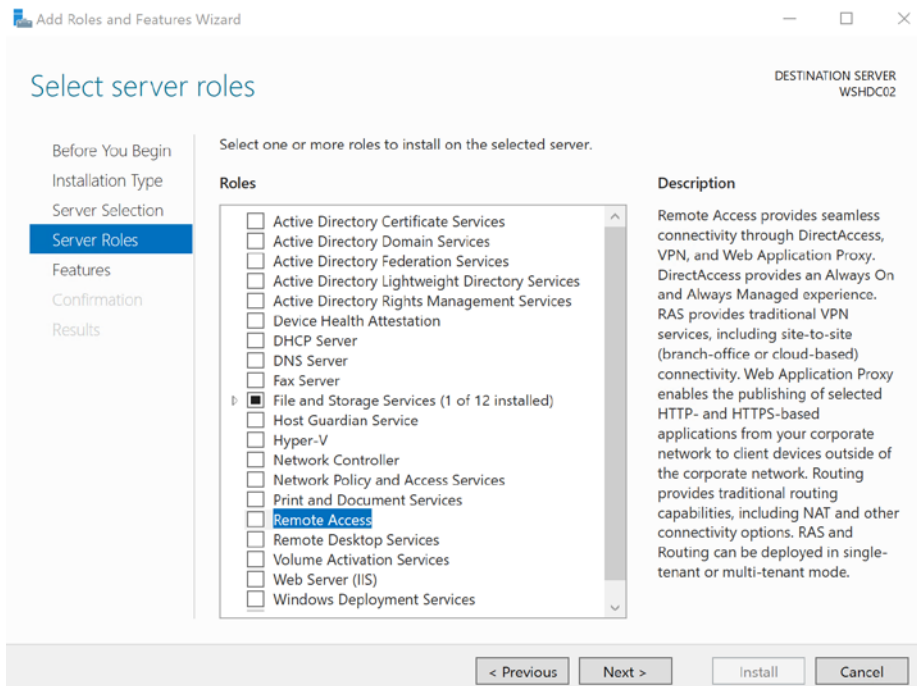 Add Roles and Features Wizard
Select server roles
DESTINATION SERVER
WSHDC02
Before You Begin
Installation Type
Server Selection
Server Roles
Features
Confirmation
Results
Select one or more roles to install on the selected server.
Roles
Active Directory Certificate Services
Active Directory Domain Services
Active Directory Federation Services
Active Directory Lightweight Directory Services
Active Directory Rights Management Services
Device Health Attestation
DHCP Server
DNS Server
Fax Server
File and Storage Services (1 of 12 installed)
Host Guardian Service
Hyper-V
Network Controller
Network Policy and Access Services
Print and Document Services
Remote Access
Remote Desktop Services
Volume Activation Services
Web Server (IIS)
Windows Deployment Services
Description
Remote Access provides seamless
connectivity through DirectAccess,
VPN, and Web Application Proxy.
DirectAccess provides an Always On
and Always Managed experience.
RAS provides traditional VPN
services, including site-to-site
(branch-office or cloud-based)
connectivity. Web Application Proxy
enables the publishing of selected
HTTP- and HTTPS-based
applications from your corporate
network to client devices outside of
the corporate network. Routing
provides traditional routing
capabilities, including NAT and other
connectivity options. RAS and
Routing can be deployed in single-
tenant or multi-tenant mode.
< Previous
Next >
Install
Cancel